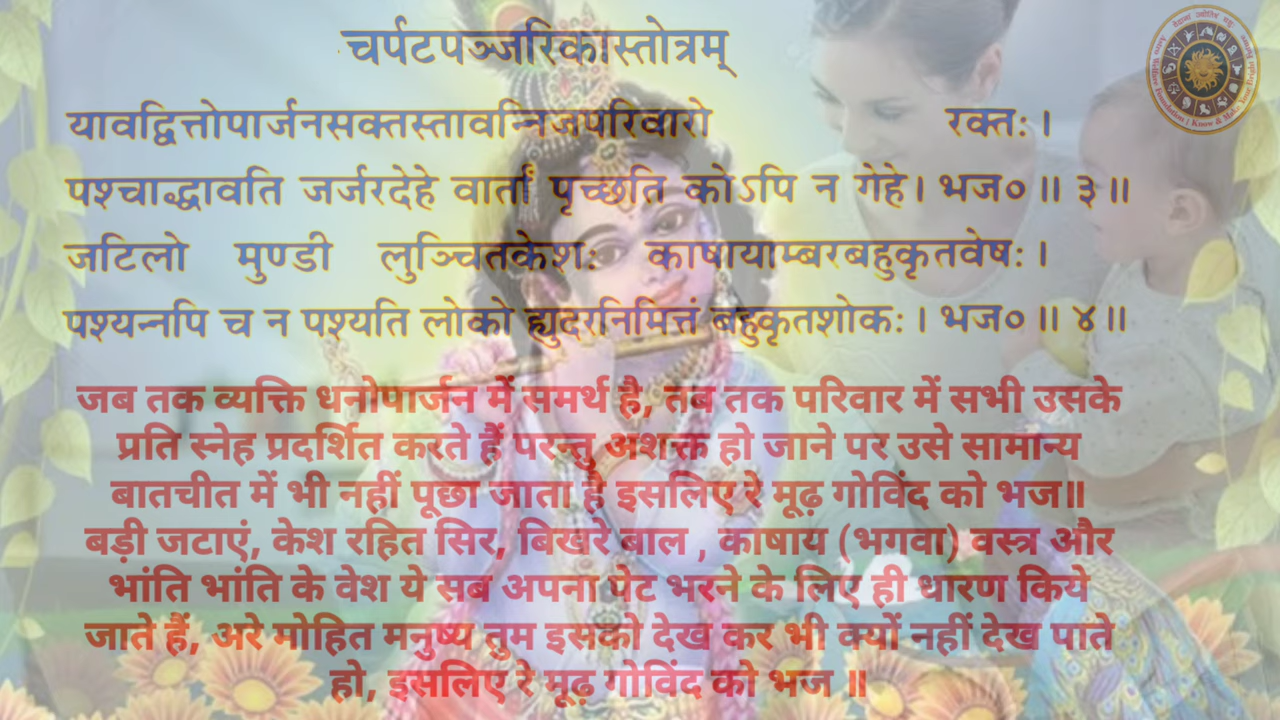 चर्पटपञ्जरिकास्तोत्रम्
यावद्वित्तोपार्जनसक्तस्तावन्निजपरिवारो रक्तः ।
पश्चाद्धावति जर्जरदेहे वार्तां पृच्छति कोऽपि न गेहे। भज० ॥ ३ ॥
जटिलो मुण्डी लुञ्चितकेशः काषायाम्बरबहुकृतवेषः ।
पश्यन्नपि च न पश्यति लोको ह्युदरनिमित्तं बहुकृतशोकः । भज० ॥ ४ ॥
जब तक व्यक्ति धनोपार्जन में समर्थ है, तब तक परिवार में सभी उसके
प्रति स्नेह प्रदर्शित करते हैं परन्तु अशक्त हो जाने पर उसे सामान्य
बातचीत में भी नहीं पूछा जाता है इसलिए रे मूढ़ गोविंद को भज॥
बड़ी जटाएं, केश रहित सिर, बिखरे बाल , काषाय (भगवा) वस्त्र और
भांति भांति के वेश ये सब अपना पेट भरने के लिए ही धारण किये
जाते हैं, अरे मोहित मनुष्य तुम इसको देख कर भी क्यों नहीं देख पाते
हो, इसलिए रे मूढ़ गोविंद को भज ॥